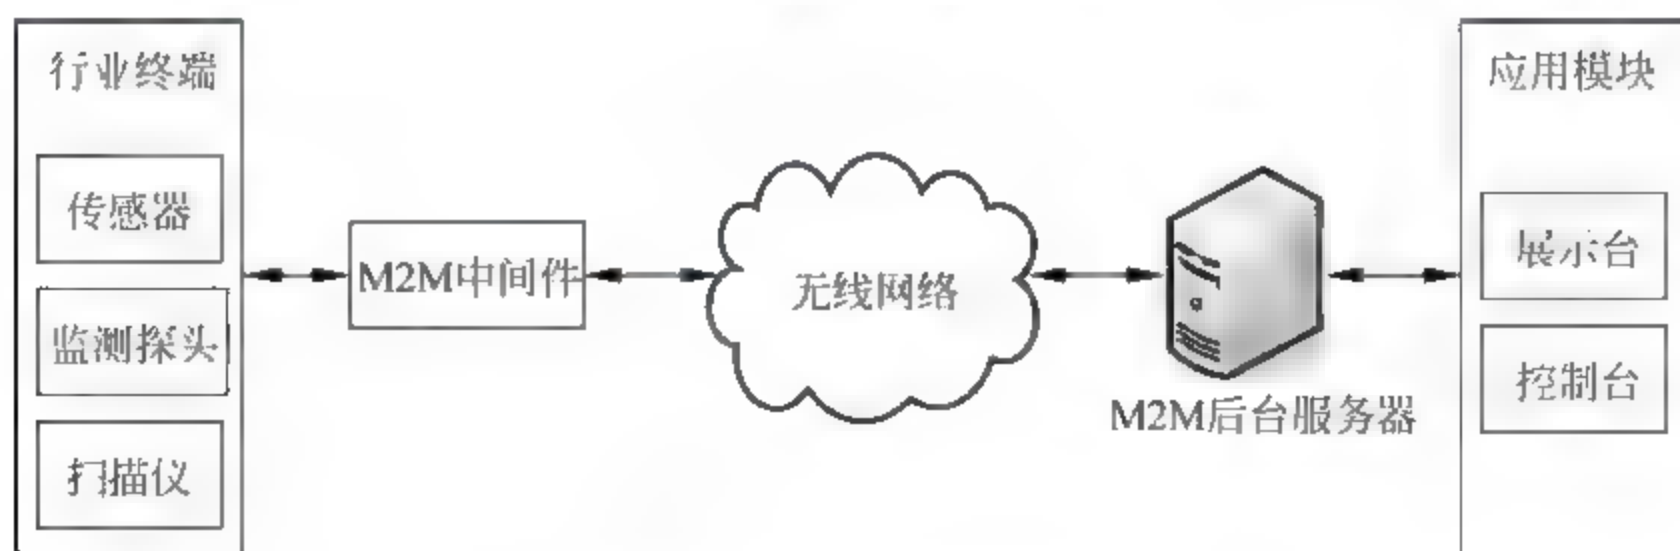 行业终端
传感器
监测探头
扫描仪
M2M中间件
无线网络
M2M后台服务器
应用模块
展示台
控制台